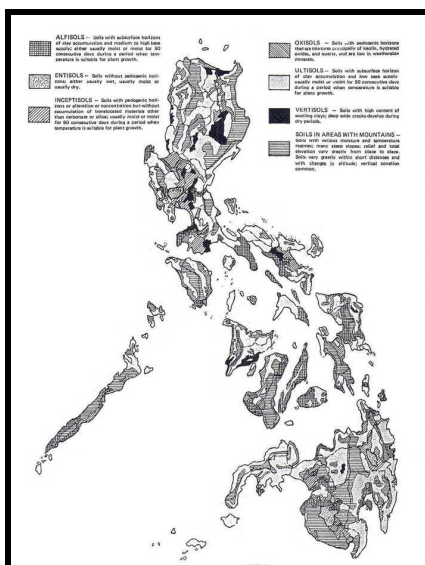 ALFISOLS – Soils with subsurface horizons
of clay accumulation and medium to high base
supply; either usually moist or moist for 90
consecutive days during a period when tem-
perature is suitable for plant growth.
ENTISOLS – Soils without pedogenic hori-
zons; either usually wet, usually moist or
usually dry.
INCEPTISOLS – Soils with pedogenic hori-
zons or alteration or concentration but without
accumulation of translocated materials other
than carbonate or silica; usually moist or moist
for 90 consecutive days during a period when
temperature is suitable for plant growth.
OXISOLS – Soils with pedogenic horizons
that are mixtures principally of kaolin, hydrated
oxides, and quartz, and are low in weatherable
minerals.
ULTISOLS – Soils with subsurface horizon
of clay accumulation and low base supply
usually moist or moist for 90 consecutive days
during a period when temperature is suitable
for plant growth.
VERTISOLS – Soils with high content of
swelling clays; deep wide cracks develop during
dry periods.
SOILS IN AREAS WITH MOUNTAINS –
Soils with various moisture and temperature
regimes; many steep slopes; relief and total
elevation vary greatly from place to place.
Soils vary greatly within short distances and
with changes in altitude; vertical zonation
common.